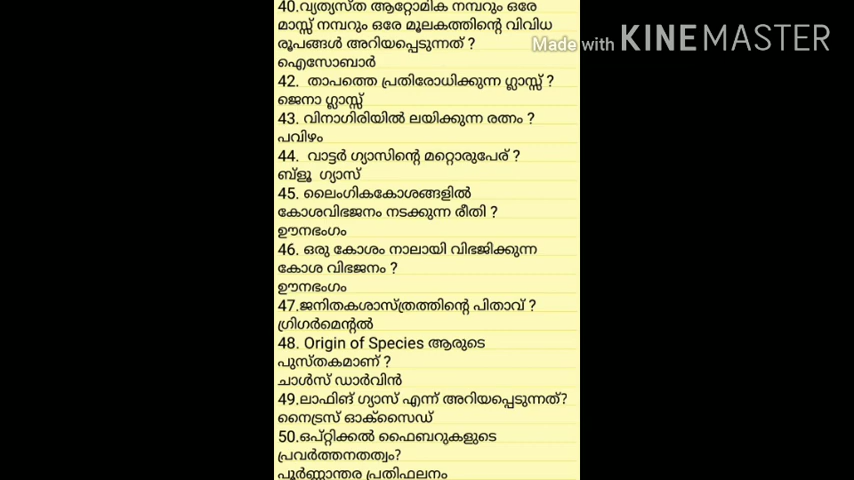 40.വ്യത്യസ്ത ആറ്റോമിക നമ്പറും ഒരേ
മാസ്സ് നമ്പറും ഒരേ മൂലകത്തിന്റെ വിവിധ
രൂപങ്ങൾ അറിയപ്പെടുന്നത് ?
ഐസോബാർ
42. താപത്തെ പ്രതിരോധിക്കുന്ന ഗ്ലാസ്സ് ?
ജെനാ ഗ്ലാസ്സ്
43. വിനാഗിരിയിൽ ലയിക്കുന്ന രത്നം ?
പവിഴം
44. വാട്ടർ ഗ്യാസിന്റെ മറ്റൊരുപേര് ?
ബ്ളൂ ഗ്യാസ്
45. ലൈംഗികകോശങ്ങളിൽ
കോശവിഭജനം നടക്കുന്ന രീതി ?
ഊനഭംഗം
46. ഒരു കോശം നാലായി വിഭജിക്കുന്ന
കോശ വിഭജനം ?
ഊനഭംഗം
47.ജനിതകശാസ്ത്രത്തിന്റെ പിതാവ് ?
ഗ്രിഗർമെന്റൽ
48. Origin of Species ആരുടെ
പുസ്തകമാണ് ?
ചാൾസ് ഡാർവിൻ
49.ലാഫിങ് ഗ്യാസ് എന്ന് അറിയപ്പെടുന്നത്?
നൈട്രസ് ഓക്സൈഡ്
50.ഒപ്റ്റിക്കൽ ഫൈബറുകളുടെ
പ്രവർത്തനതത്വം?
പൂർണ്ണാന്തര പ്രതിഫലനം
Made with KINEMASTER